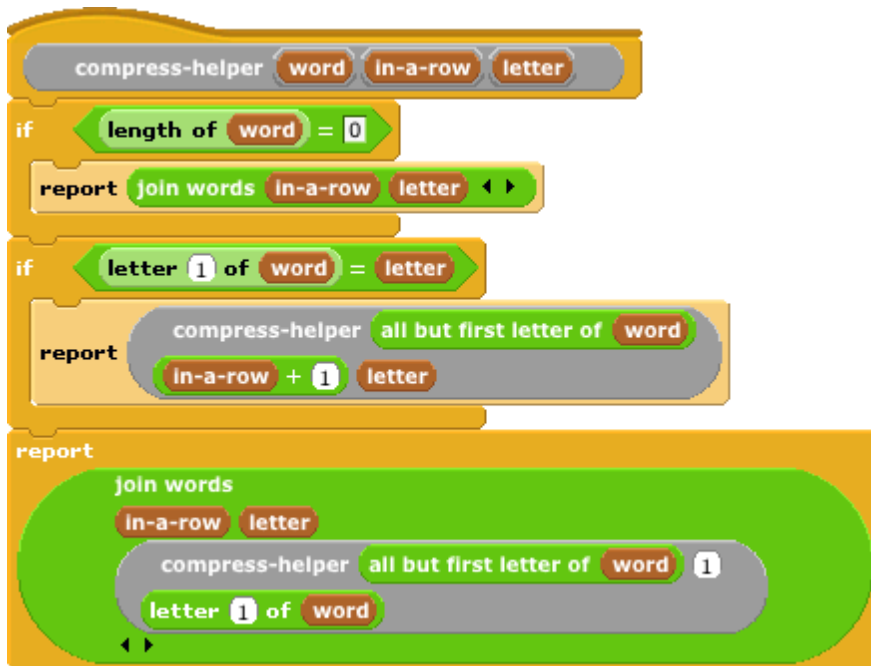 compress-helper word in-a-row letter
if length of word = 0
report join words in-a-row letter
if letter 1 of word = letter
compress-helper all but first letter of word
report
in-a-row + 1 letter
report
join words
in-a-row letter
compress-helper all but first letter of word 1
letter 1 of word